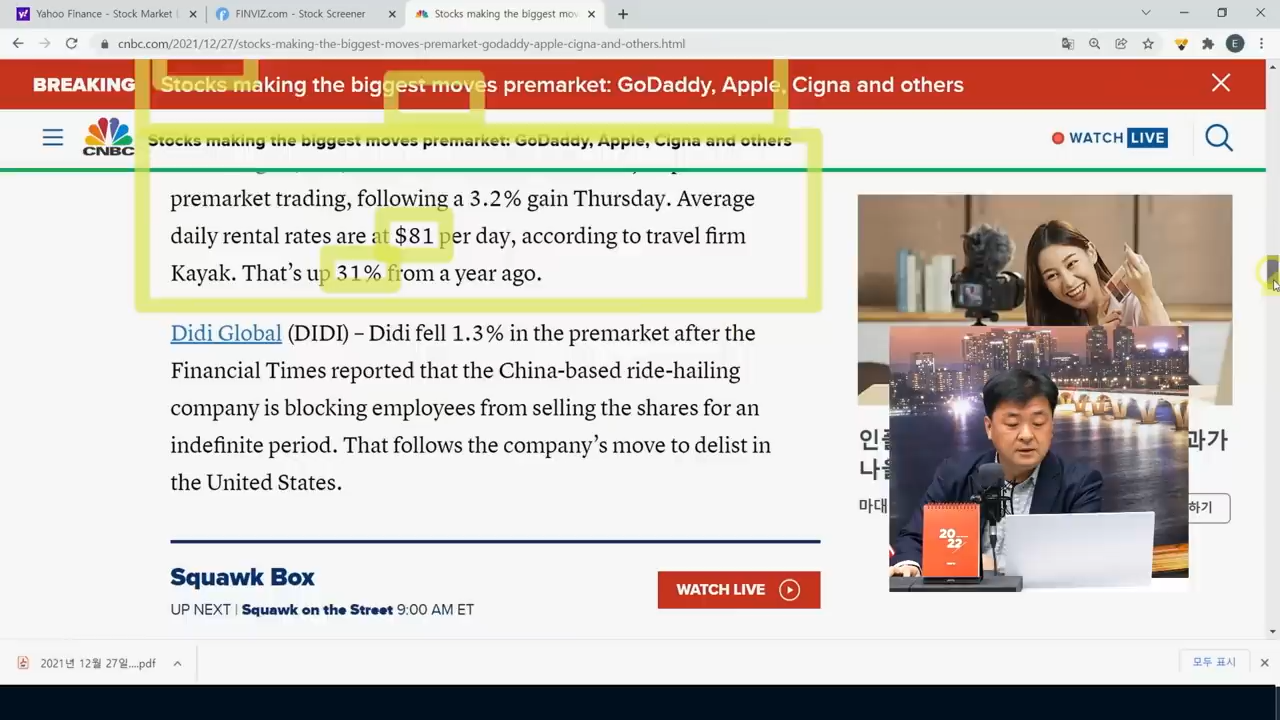 Yahoo Finance - Stock Market
FINVIZ.com - Stock Screener
Stocks making the biggest mov
cnbc.com/2021/12/27/stocks-making-the-biggest-moves-premarket-godaddy-apple-cigna-and-others.html
E
BREAKING
Stocks making the biggest moves premarket: GoDaddy, Apple, Cigna and others
CNBC
Stocks making the biggest moves premarket: GoDaddy, Apple, Cigna and others
WATCH LIVE
premarket trading, following a 3.2% gain Thursday. Average
daily rental rates are at $81 per day, according to travel firm
Kayak. That's up 31% from a year ago.
Didi Global (DIDI) – Didi fell 1.3% in the premarket after the
Financial Times reported that the China-based ride-hailing
company is blocking employees from selling the shares for an
indefinite period. That follows the company's move to delist in
the United States.
Squawk Box
UP NEXT | Squawk on the Street 9:00 AM ET
WATCH LIVE
과가
하기
2022
2021년 12월 27일....pdf
모두 표시